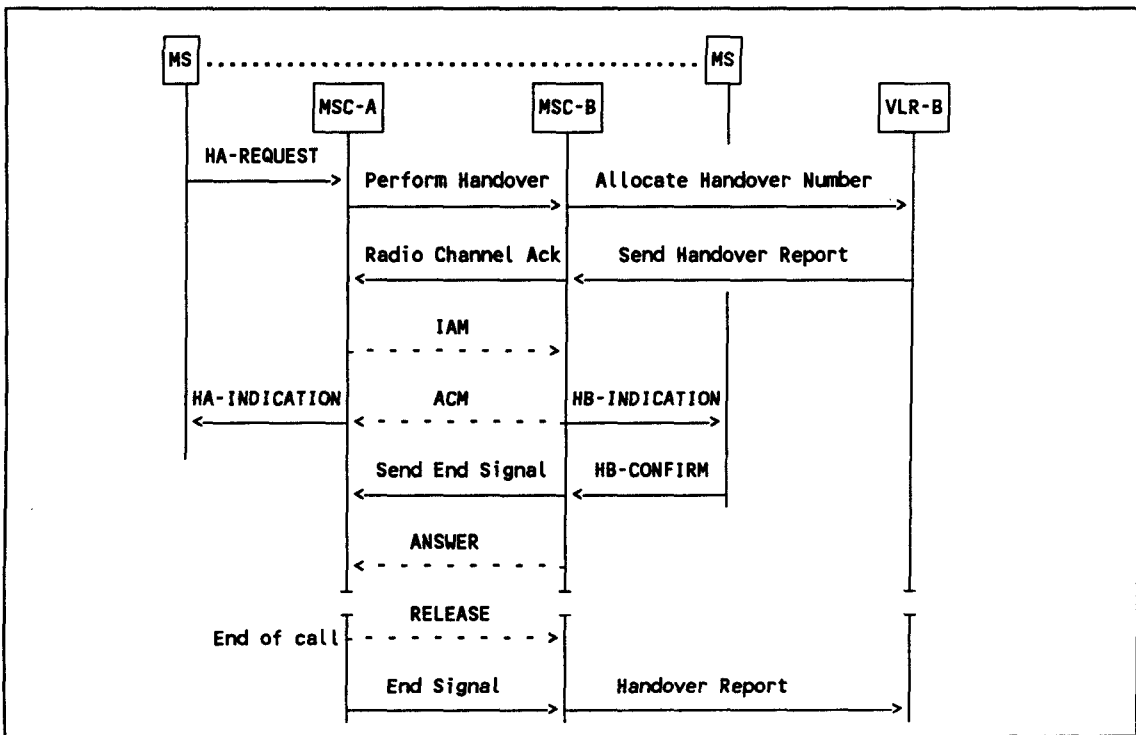 MS MS
MSC-A MSC-B VLR-B
HA-REQUEST
Perform Handover Allocate Handover Number
Radio Channel Ack Send Handover Report
IAM
HA-INDICATION ACM HB-INDICATION
Send End Signal HB-CONFIRM
ANSWER
RELEASE
End of call
End Signal Handover Report